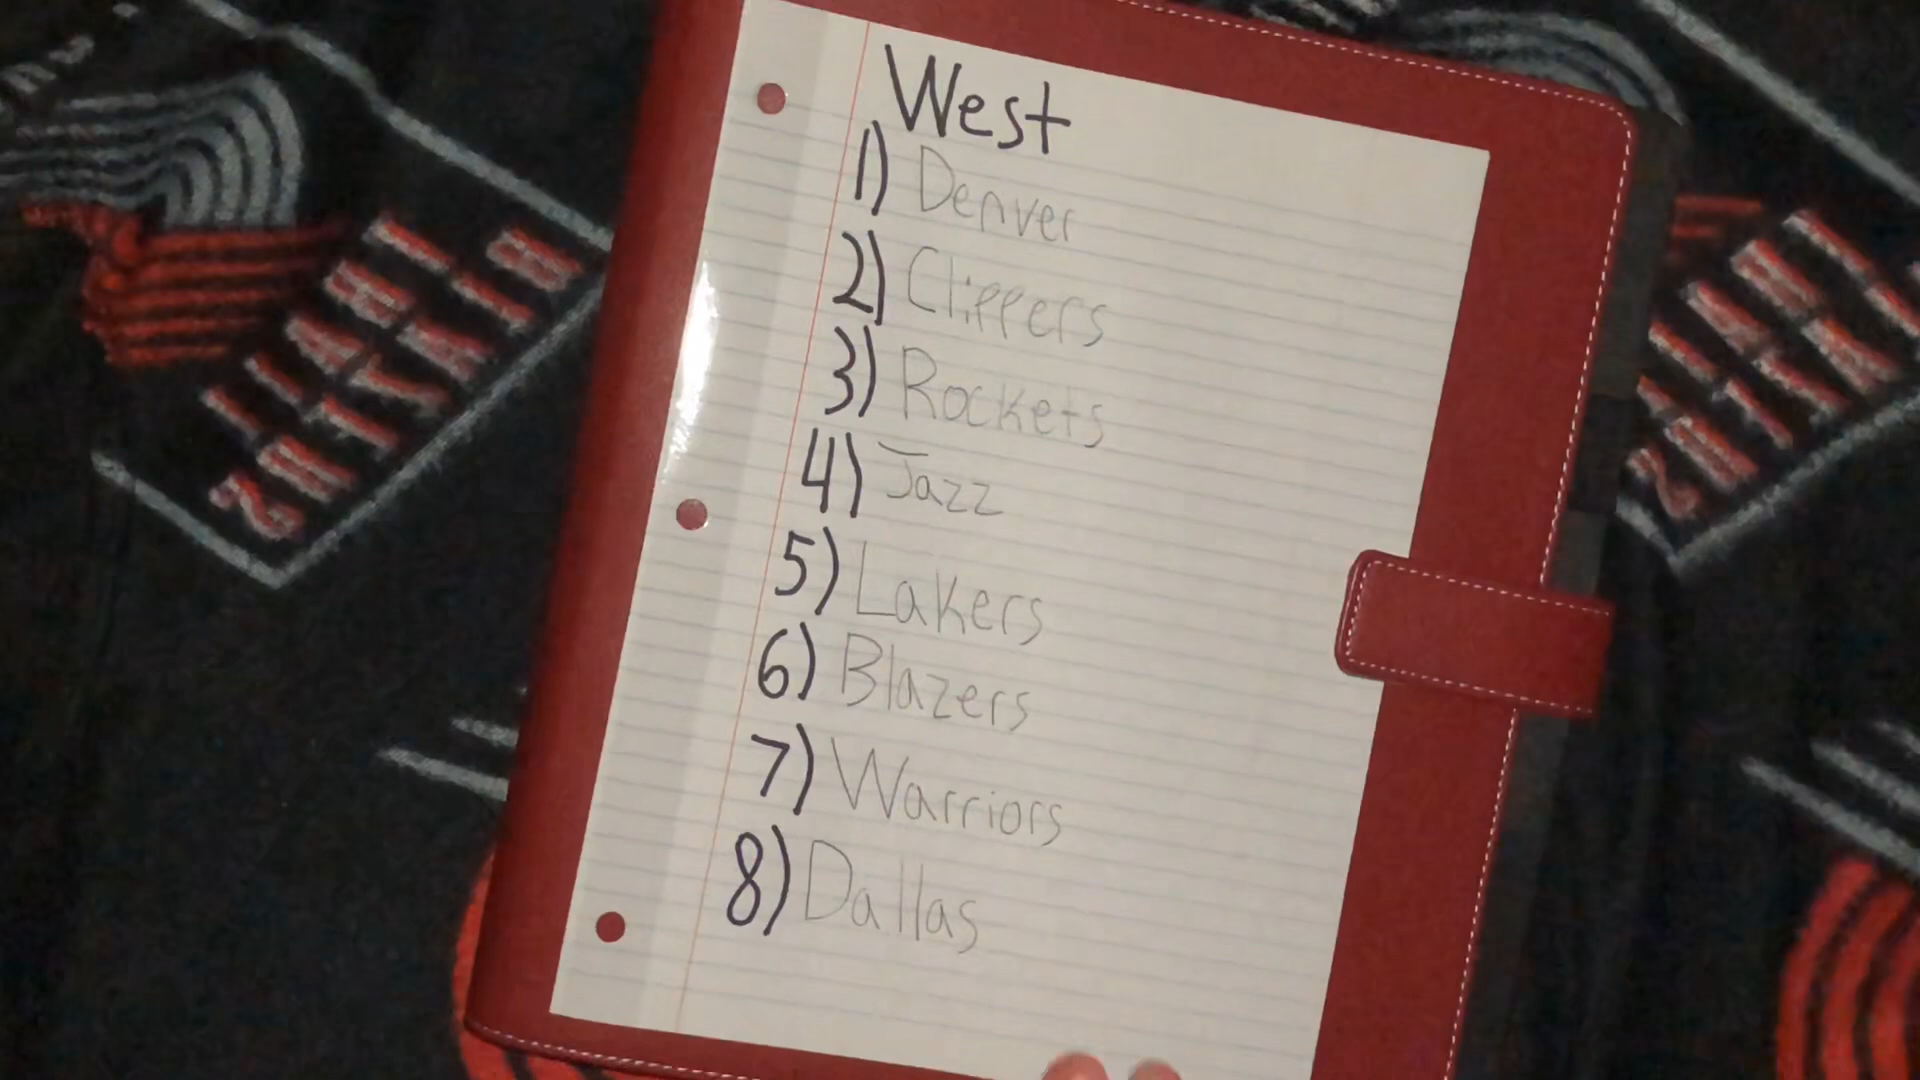 West
1) Denver
2) Clippers
3) Rockets
4) Jazz
5) Lakers
6) Blazers
7) Warriors
8) Dallas